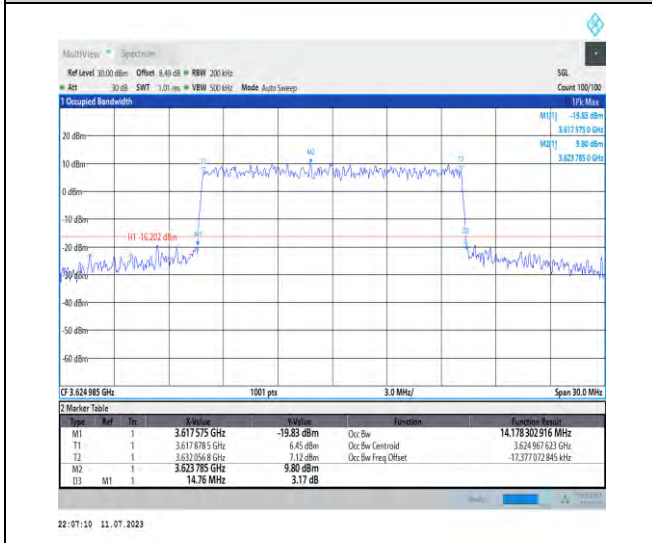 MultiView Spectrum
Ref Level 30.00 dBm Offset 8.49 dB RBW 200 kHz SGL
Att 30 dB SWT 1.01 ms VBW 500 kHz Mode Auto Sweep Count 100/100
1 Occupied Bandwidth 1Pk Max
M1[1] -19.83 dBm
3.617 575 0 GHz
M2[1] 9.80 dBm
3.623 785 0 GHz
20 dBm
10 dBm
0 dBm
-10 dBm
-20 dBm
-30 dBm
-40 dBm
-50 dBm
-60 dBm
T1 M2 T2
H1 -16.202 dBm
M1 D3
CF 3.624 985 GHz 1001 pts 3.0 MHz/ Span 30.0 MHz
2 Marker Table
Type Ref Trc X-Value Y-Value Function Function Result
M1 1 3.617 575 GHz -19.83 dBm Occ Bw 14.178 302 916 MHz
T1 1 3.617 878 5 GHz 6.45 dBm Occ Bw Centroid 3.624 967 623 GHz
T2 1 3.632 056 8 GHz 7.12 dBm Occ Bw Freq Offset -17.377 072 845 kHz
M2 1 3.623 785 GHz 9.80 dBm
D3 M1 1 14.76 MHz 3.17 dB
22:07:10 11.07.2023